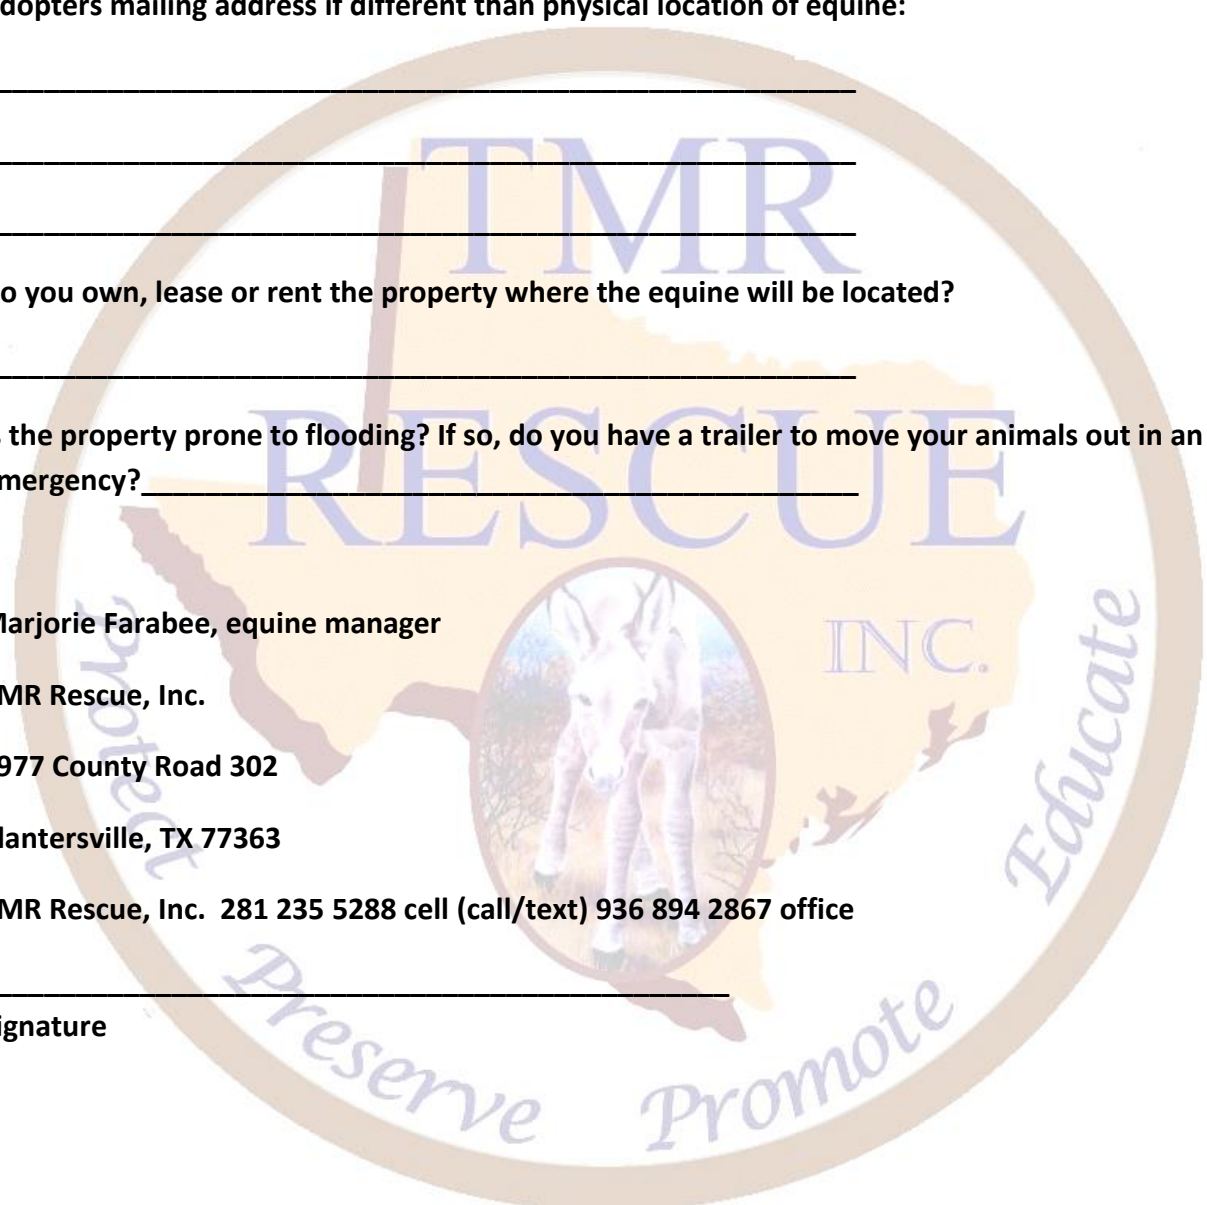 dopters mailing address if different than physical location of equine:
o you own, lease or rent the property where the equine will be located?
the property prone to flooding? If so, do you have a trailer to move your animals out in an
mergency?
Marjorie Farabee, equine manager
MR Rescue, Inc.
977 County Road 302
lantersville, TX 77363
MR Rescue, Inc. 281 235 5288 cell (call/text) 936 894 2867 office
ignature
TMR
RESCUE
INC.
Protect
Preserve
Promote
Educate